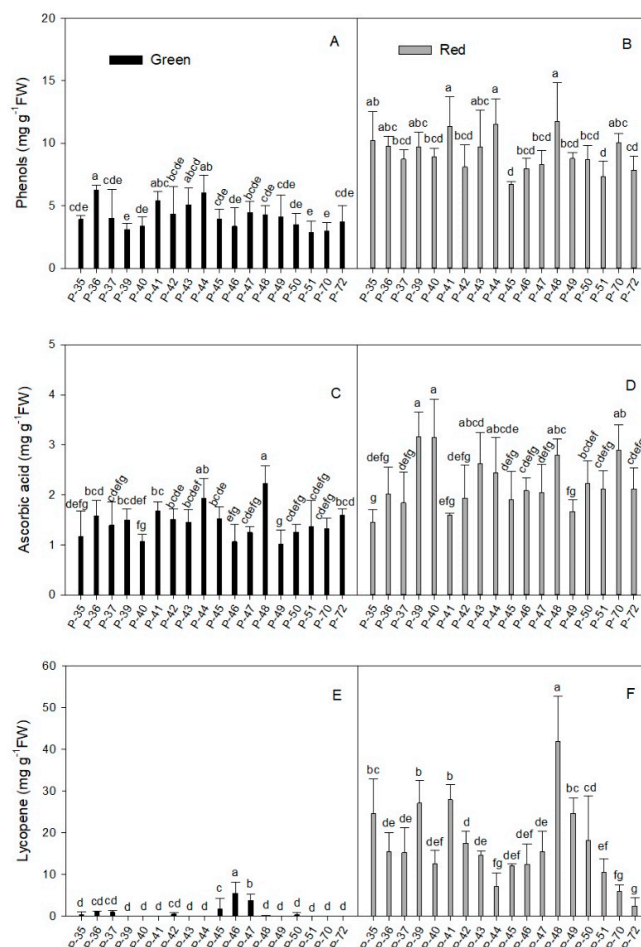 Phenols (mg g-1FW)
20
15
10
5
0
Green
A
cde a cde e de abc bcde abcd ab cde de bcde cde cde cde e e cde
P-35 P-36 P-37 P-39 P-40 P-41 P-42 P-43 P-44 P-45 P-46 P-47 P-48 P-49 P-50 P-51 P-70 P-72
Red
B
ab abc bcd abc bcd a bcd abc a d bcd bcd a bcd bcd d abc cd
P-35 P-36 P-37 P-39 P-40 P-41 P-42 P-43 P-44 P-45 P-46 P-47 P-48 P-49 P-50 P-51 P-70 P-72
Ascorbic acid (mg g-1FW)
5
4
3
2
1
0
C
defg bcd cdefg bcdef fg bc bcde bcdef ab bcde efg cdefg a g cdefg cdefg cdefg bcd
P-35 P-36 P-37 P-39 P-40 P-41 P-42 P-43 P-44 P-45 P-46 P-47 P-48 P-49 P-50 P-51 P-70 P-72
D
g defg defg a a efg defg abcd abcde defg cdefg defg abc fg bcdef cdefg ab cdefg
P-35 P-36 P-37 P-39 P-40 P-41 P-42 P-43 P-44 P-45 P-46 P-47 P-48 P-49 P-50 P-51 P-70 P-72
Lycopene (mg g-1FW)
60
50
40
30
20
10
0
E
d cd cd d d d cd d d c a b d d d d d d
P-35 P-36 P-37 P-39 P-40 P-41 P-42 P-43 P-44 P-45 P-46 P-47 P-48 P-49 P-50 P-51 P-70 P-72
F
bc de de b def b d de fg def def de a bc cd ef fg g
P-35 P-36 P-37 P-39 P-40 P-41 P-42 P-43 P-44 P-45 P-46 P-47 P-48 P-49 P-50 P-51 P-70 P-72